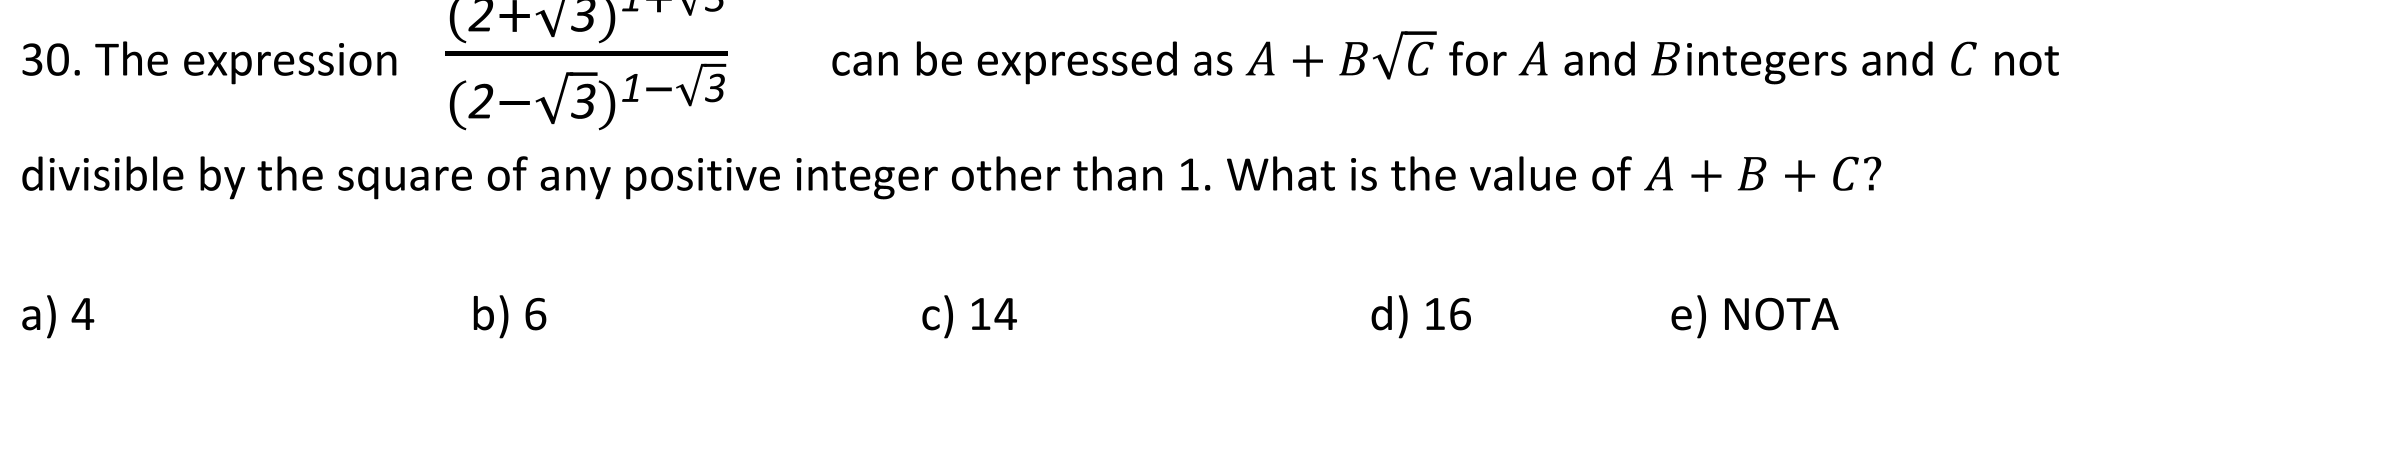 (2+√3)^{1+√3}
30. The expression ——— can be expressed as A + B√C for A and Bintegers and C not
(2−√3)^{1−√3}
divisible by the square of any positive integer other than 1. What is the value of A + B + C?
a) 4 b) 6 c) 14 d) 16 e) NOTA